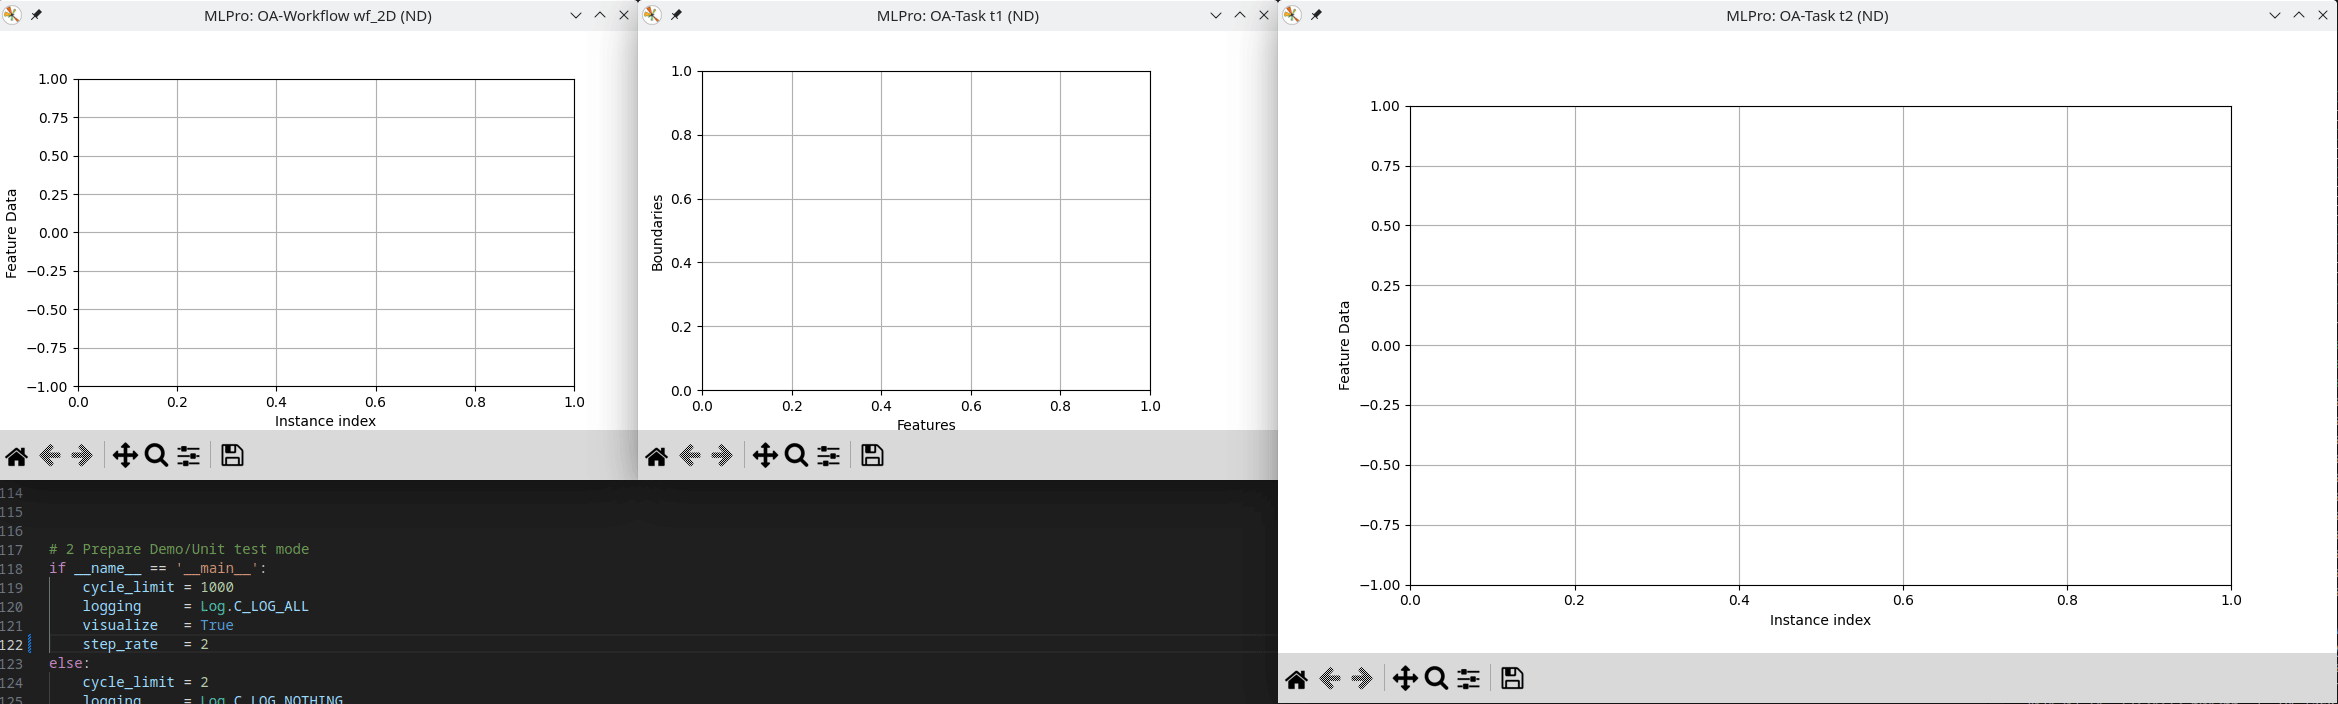 MLPro: OA-Workflow wf_2D (ND)
1.00
0.75
0.50
0.25
0.00
−0.25
−0.50
−0.75
−1.00
Feature Data
0.0 0.2 0.4 0.6 0.8 1.0
Instance index
MLPro: OA-Task t1 (ND)
1.0
0.8
0.6
0.4
0.2
0.0
Boundaries
0.0 0.2 0.4 0.6 0.8 1.0
Features
MLPro: OA-Task t2 (ND)
1.00
0.75
0.50
0.25
0.00
−0.25
−0.50
−0.75
−1.00
Feature Data
0.0 0.2 0.4 0.6 0.8 1.0
Instance index
114
115
116
117 # 2 Prepare Demo/Unit test mode
118 if __name__ == '__main__':
119 cycle_limit = 1000
120 logging = Log.C_LOG_ALL
121 visualize = True
122 step_rate = 2
123 else:
124 cycle_limit = 2
125 logging = Log.C_LOG_NOTHING